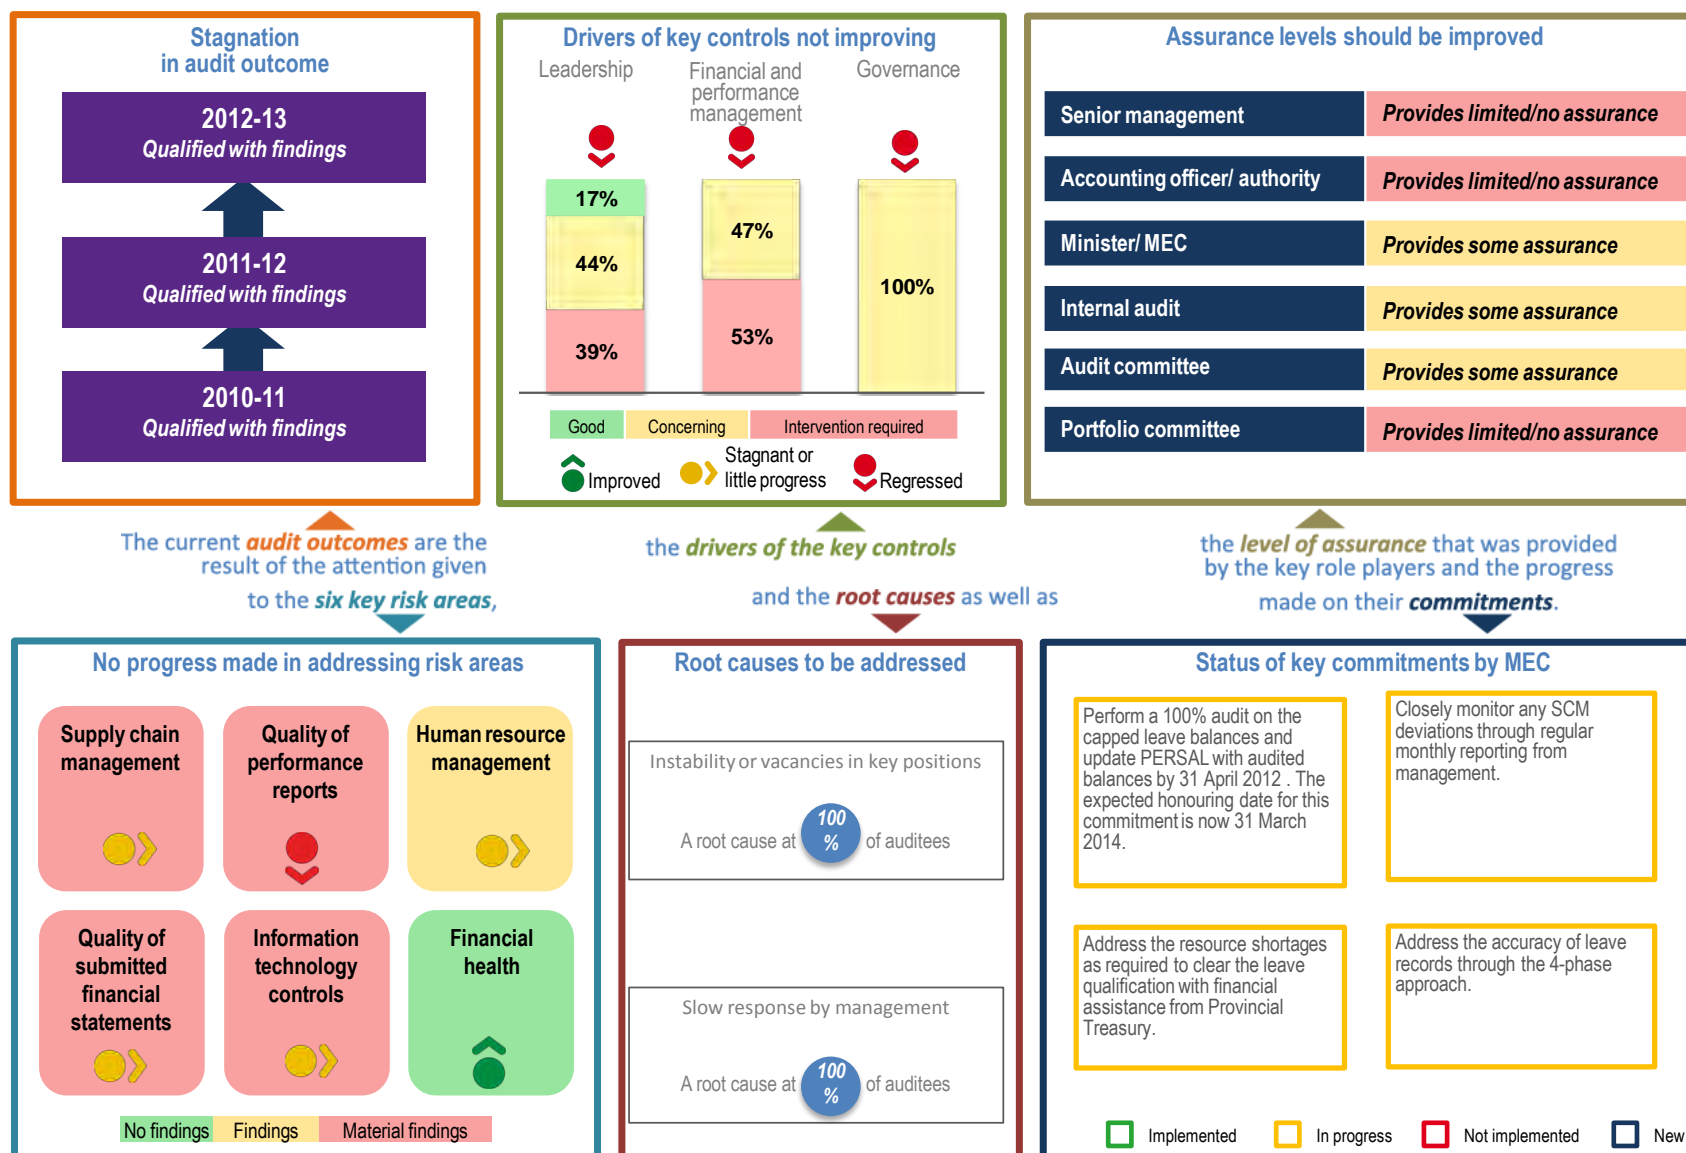 Stagnation
in audit outcome
2012-13
Qualified with findings
2011-12
Qualified with findings
2010-11
Qualified with findings
Drivers of key controls not improving
Leadership
Financial and
performance
management
Governance
17%
44%
39%
47%
53%
100%
Good
Concerning
Intervention required
Improved
Stagnant or
little progress
Regressed
Assurance levels should be improved
Senior management
Provides limited/no assurance
Accounting officer/ authority
Provides limited/no assurance
Minister/ MEC
Provides some assurance
Internal audit
Provides some assurance
Audit committee
Provides some assurance
Portfolio committee
Provides limited/no assurance
The current audit outcomes are the
result of the attention given
to the six key risk areas,
the drivers of the key controls
and the root causes as well as
the level of assurance that was provided
by the key role players and the progress
made on their commitments.
No progress made in addressing risk areas
Supply chain
management
Quality of
performance
reports
Human resource
management
Quality of
submitted
financial
statements
Information
technology
controls
Financial
health
No findings
Findings
Material findings
Root causes to be addressed
Instability or vacancies in key positions
A root cause at 100 of auditees
%
Slow response by management
A root cause at 100 of auditees
%
Status of key commitments by MEC
Perform a 100% audit on the
capped leave balances and
update PERSAL with audited
balances by 31 April 2012 . The
expected honouring date for this
commitment is now 31 March
2014.
Closely monitor any SCM
deviations through regular
monthly reporting from
management.
Address the resource shortages
as required to clear the leave
qualification with financial
assistance from Provincial
Treasury.
Address the accuracy of leave
records through the 4-phase
approach.
Implemented
In progress
Not implemented
New